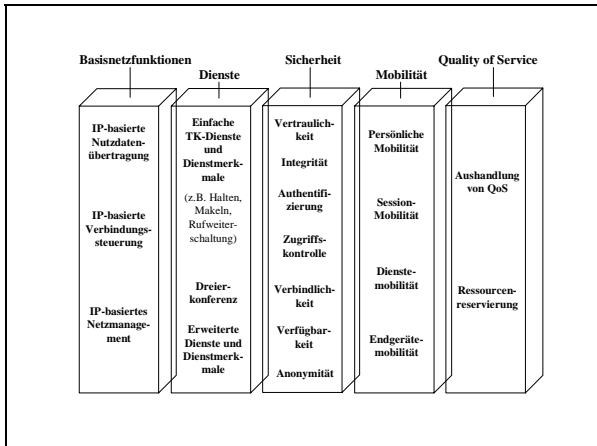 Basisnetzfunktionen
Dienste
Sicherheit
Mobilität
Quality of Service
IP-basierte
Nutzdaten-
übertragung
IP-basierte
Verbindungs-
steuerung
IP-basiertes
Netzmanage-
ment
Einfache
TK-Dienste
und
Dienstmerk-
male
(z.B. Halten,
Makeln,
Rufweiter-
schaltung)
Dreier-
konferenz
Erweiterte
Dienste und
Dienstmerk-
male
Vertraulich-
keit
Integrität
Authentifi-
zierung
Zugriffs-
kontrolle
Verbindlich-
keit
Verfügbar-
keit
Anonymität
Persönliche
Mobilität
Session-
Mobilität
Dienste-
mobilität
Endgeräte-
mobilität
Aushandlung
von QoS
Ressourcen-
reservierung